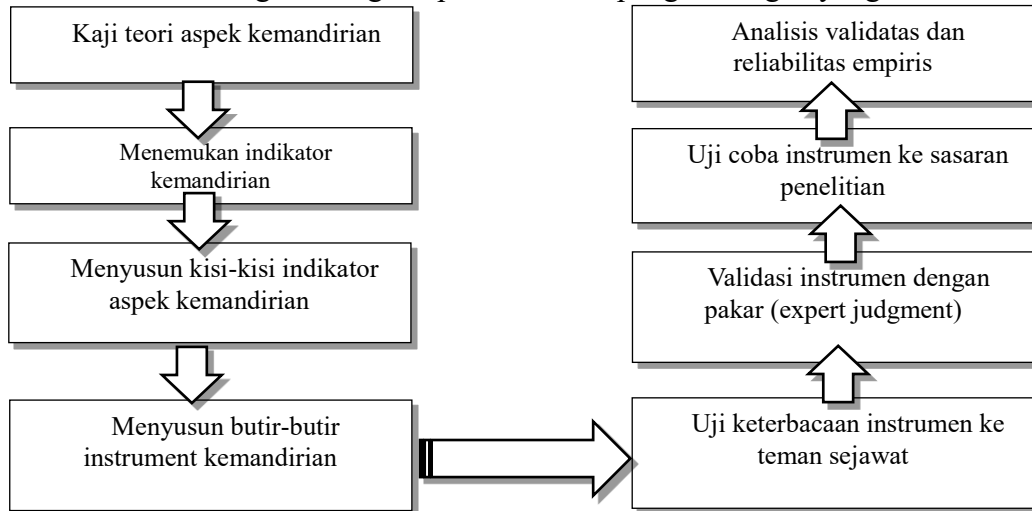 Kaji teori aspek kemandirian
Menemukan indikator
kemandirian
Menyusun kisi-kisi indikator
aspek kemandirian
Menyusun butir-butir
instrument kemandirian
Uji keterbacaan instrumen ke
teman sejawat
Validasi instrumen dengan
pakar (expert judgment)
Uji coba instrumen ke sasaran
penelitian
Analisis validatas dan
reliabilitas empiris